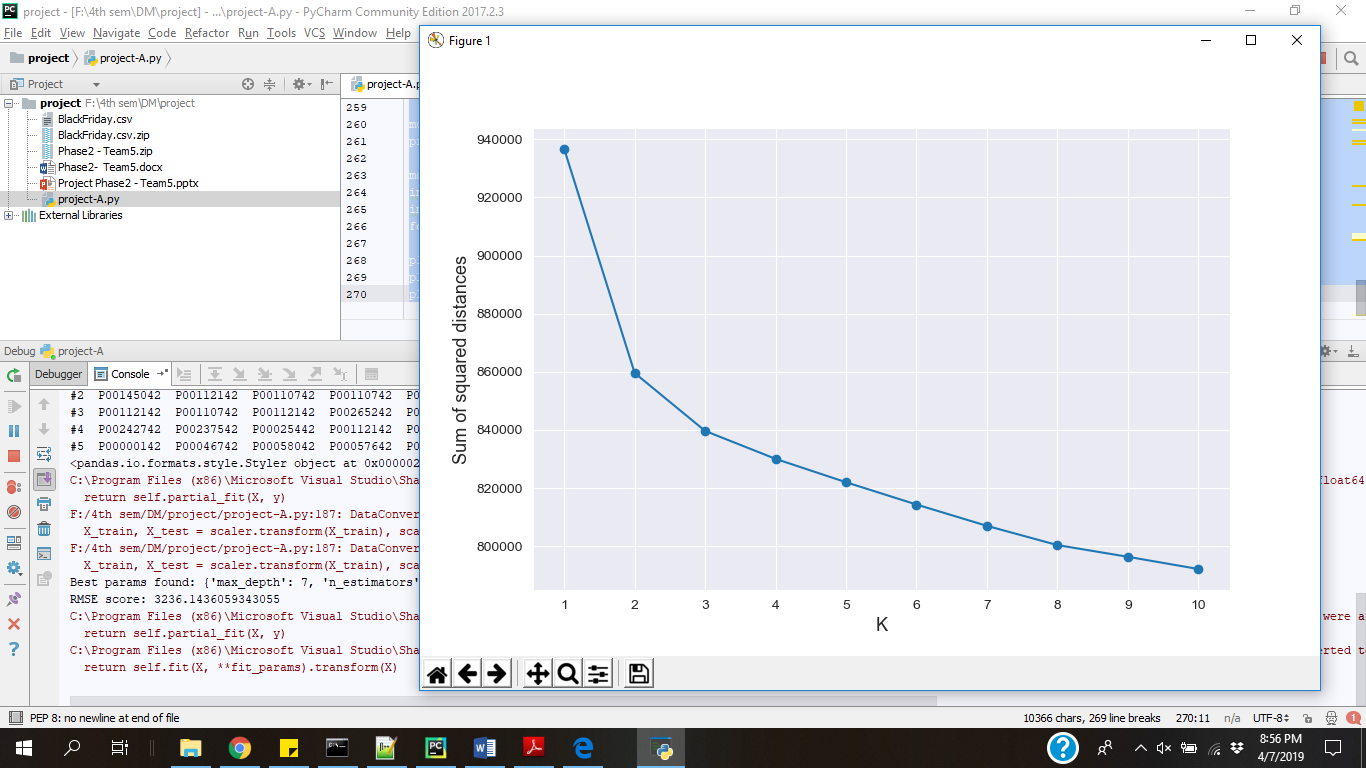 project - [F:\4th sem\DM\project] - ...\project-A.py - PyCharm Community Edition 2017.2.3
File Edit View Navigate Code Refactor Run Tools VCS Window Help
project project-A.py
Project
project-A.p
project F:\4th sem\DM\project
BlackFriday.csv
BlackFriday.csv.zip
Phase2 - Team5.zip
Phase2- Team5.docx
Project Phase2 - Team5.pptx
project-A.py
External Libraries
259
260
261
262
263
264
265
266
267
268
269
270
Figure 1
940000
920000
900000
880000
860000
840000
820000
800000
Sum of squared distances
1 2 3 4 5 6 7 8 9 10
K
Debug project-A
Debugger Console
#2 P00145042 P00112142 P00110742 P00110742 P0
#3 P00112142 P00110742 P00112142 P00265242 P0
#4 P00242742 P00237542 P00025442 P00112142 P0
#5 P00000142 P00046742 P00058042 P00057642 P0
<pandas.io.formats.style.Styler object at 0x000002
C:\Program Files (x86)\Microsoft Visual Studio\Sha float64
return self.partial_fit(X, y)
F:/4th sem/DM/project/project-A.py:187: DataConver
X_train, X_test = scaler.transform(X_train), sca
F:/4th sem/DM/project/project-A.py:187: DataConver
X_train, X_test = scaler.transform(X_train), sca
Best params found: {'max_depth': 7, 'n_estimators'
RMSE score: 3236.1436059343055
C:\Program Files (x86)\Microsoft Visual Studio\Sha were a
return self.partial_fit(X, y)
C:\Program Files (x86)\Microsoft Visual Studio\Sha erted to
return self.fit(X, **fit_params).transform(X)
PEP 8: no newline at end of file
10366 chars, 269 line breaks 270:11 n/a UTF-8 1
8:56 PM
4/7/2019